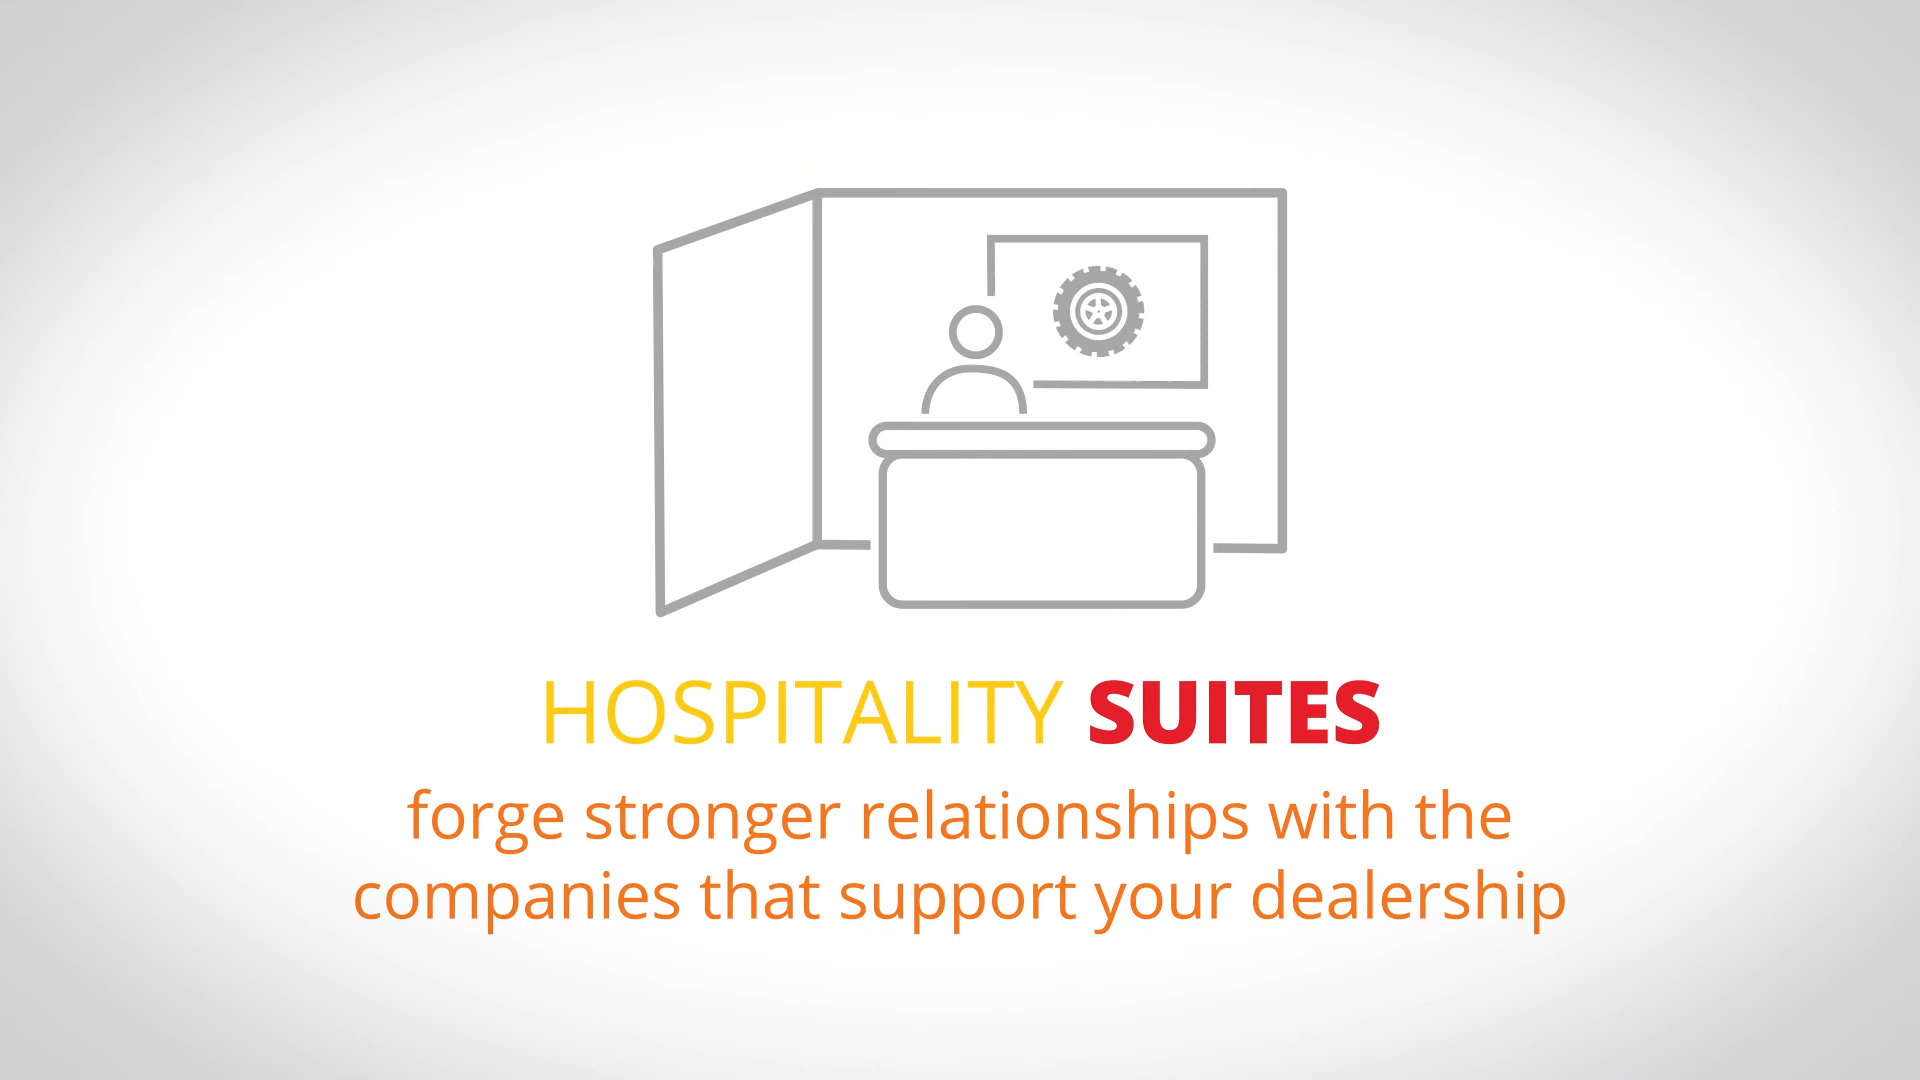 HOSPITALITY SUITES
forge stronger relationships with the
companies that support your dealership